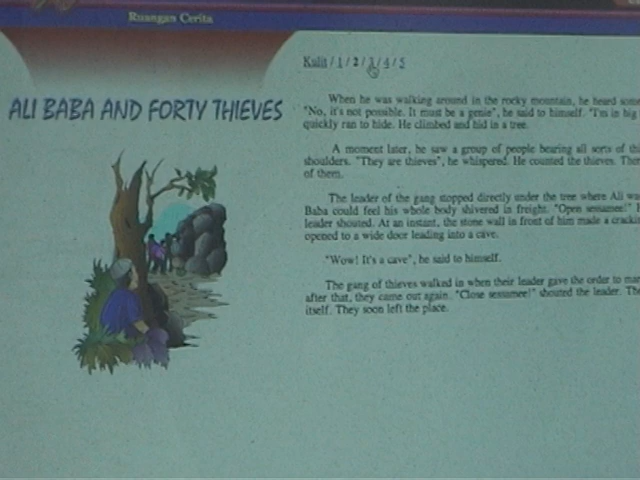 Ruangan Cerita
Kulit / 1 / 2 / 3 / 4 / 5
ALI BABA AND FORTY THIEVES
When he was walking around in the rocky mountain, he heard
"No, it's not possible. It must be a genie", he said to himself. "I'm in big
quickly ran to hide. He climbed and hid in a tree.
A moment later, he saw a group of people bearing all sorts of
shoulders. "They are thieves", he whispered. He counted the thieves.
of them.
The leader of the gang stopped directly under the tree where Ali
Baba could feel his whole body shivered in freight. "Open sessamee!"
leader shouted. At an instant, the stone wall in front of him made a
opened to a wide door leading into a cave.
"Wow! It's a cave", he said to himself.
The gang of thieves walked in when their leader gave the order to
after that, they came out again. "Close sessamee!" shouted the leader.
itself. They soon left the place.